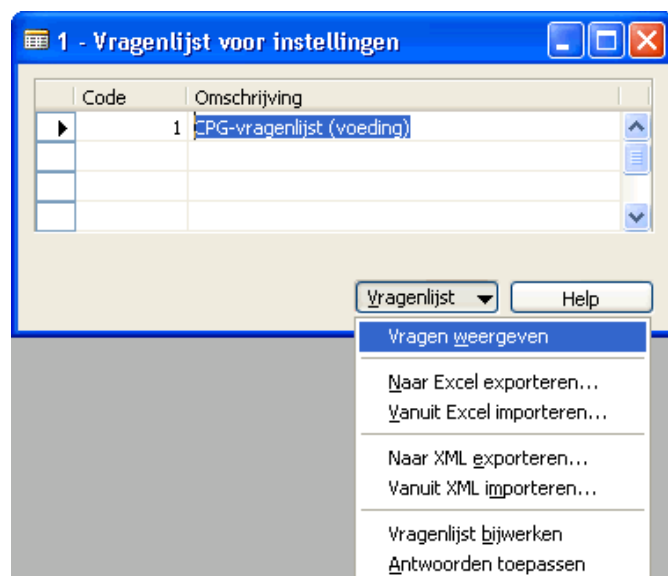 1 - Vragenlijst voor instellingen
Code Omschrijving
1 CPG-vragenlijst (voeding)
Vragenlijst Help
Vragen weergeven
Naar Excel exporteren...
Vanuit Excel importeren...
Naar XML exporteren...
Vanuit XML importeren...
Vragenlijst bijwerken
Antwoorden toepassen